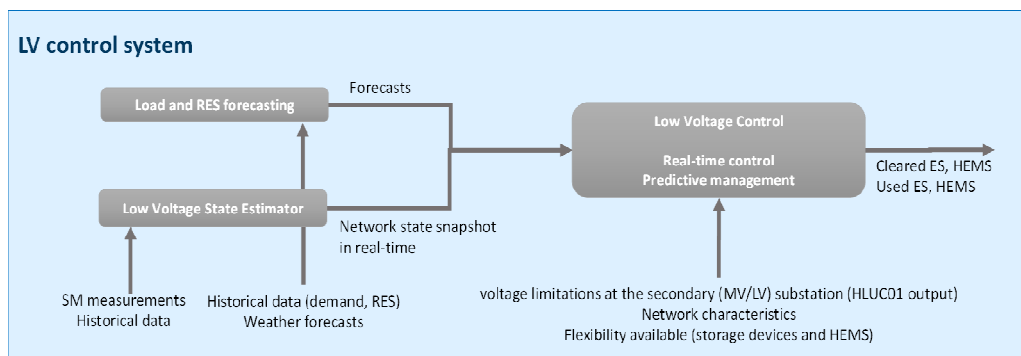 LV control system
Forecasts
Load and RES forecasting
Low Voltage Control
Real-time control
Predictive management
Cleared ES, HEMS
Used ES, HEMS
Low Voltage State Estimator
Network state snapshot
in real-time
SM measurements
Historical data
Historical data (demand, RES)
Weather forecasts
voltage limitations at the secondary (MV/LV) substation (HLUC01 output)
Network characteristics
Flexibility available (storage devices and HEMS)